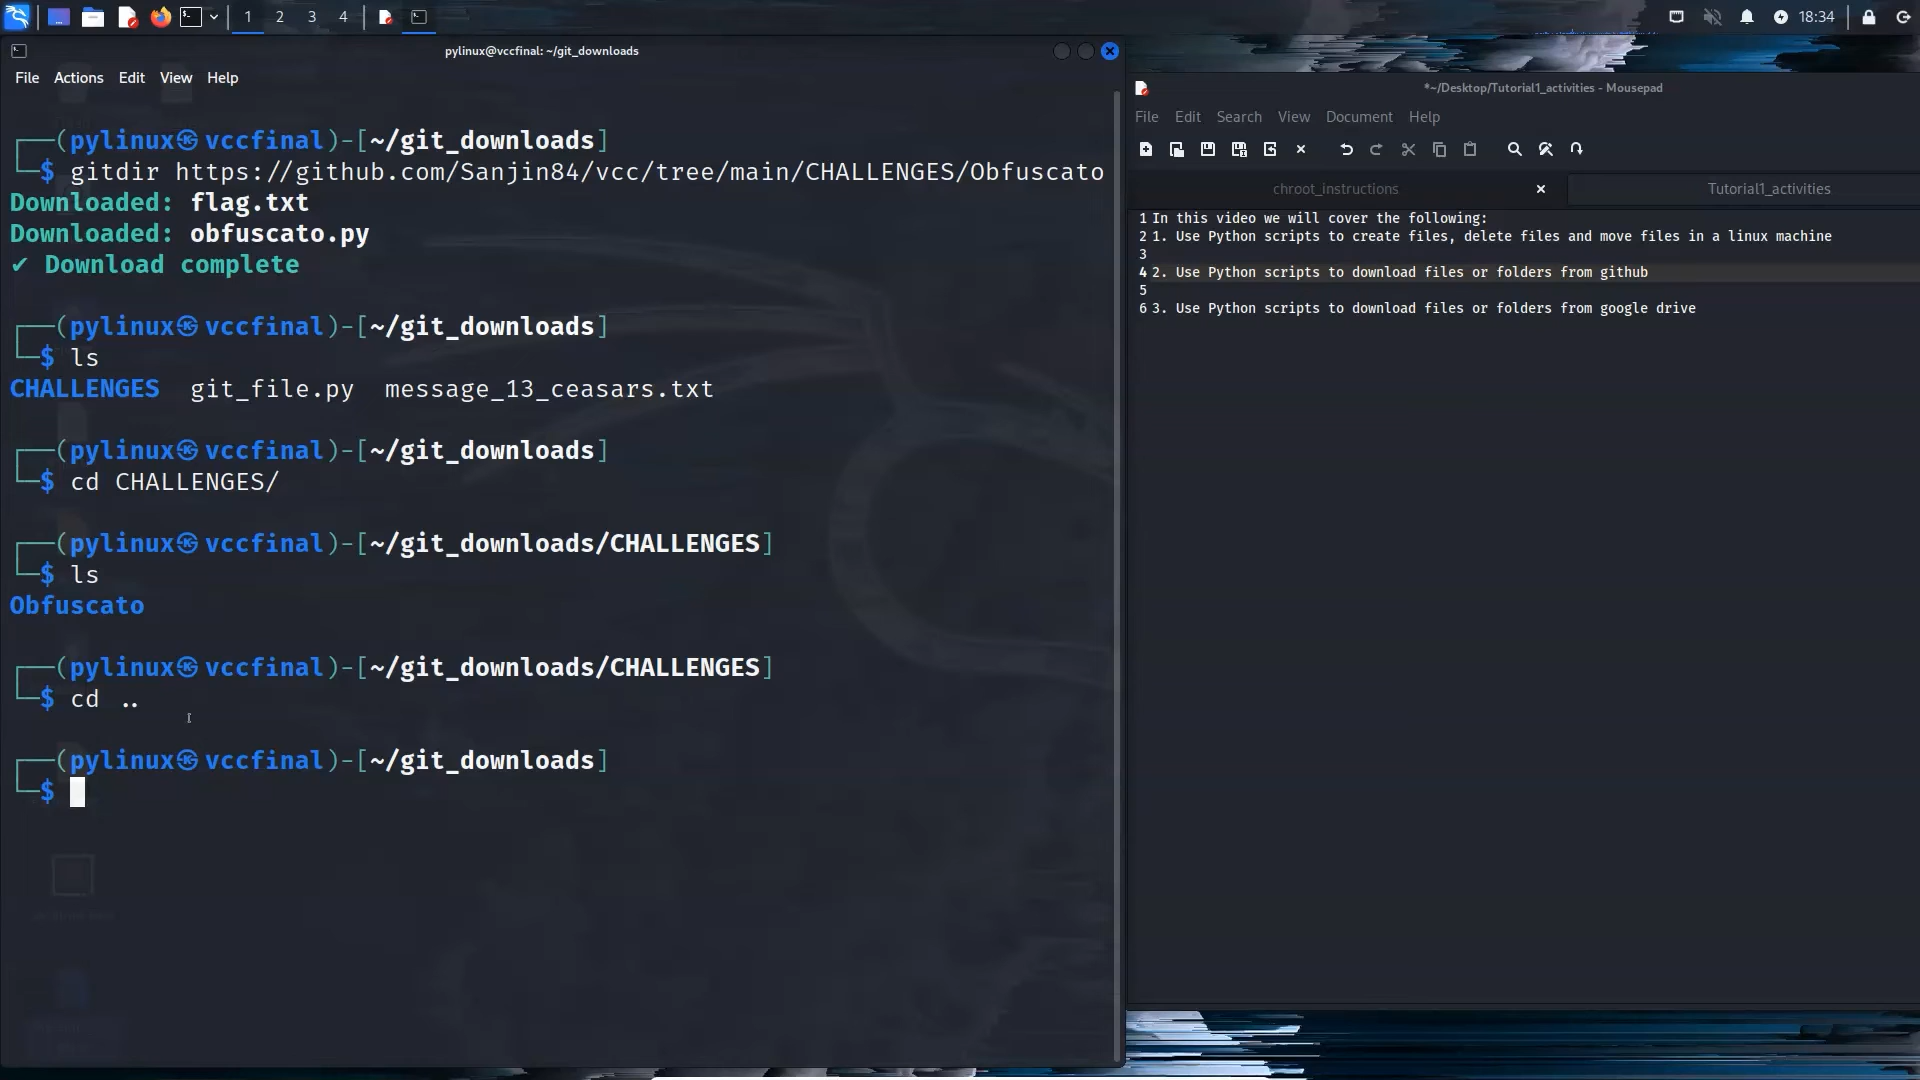 1 2 3 4
18:34
pylinux@vccfinal: ~/git_downloads
File Actions Edit View Help
┌──(pylinux㉿vccfinal)-[~/git_downloads]
└─$ gitdir https://github.com/Sanjin84/vcc/tree/main/CHALLENGES/Obfuscato
Downloaded: flag.txt
Downloaded: obfuscato.py
✔ Download complete
┌──(pylinux㉿vccfinal)-[~/git_downloads]
└─$ ls
CHALLENGES git_file.py message_13_ceasars.txt
┌──(pylinux㉿vccfinal)-[~/git_downloads]
└─$ cd CHALLENGES/
┌──(pylinux㉿vccfinal)-[~/git_downloads/CHALLENGES]
└─$ ls
Obfuscato
┌──(pylinux㉿vccfinal)-[~/git_downloads/CHALLENGES]
└─$ cd ..
┌──(pylinux㉿vccfinal)-[~/git_downloads]
└─$
*~/Desktop/Tutorial1_activities - Mousepad
File Edit Search View Document Help
chroot_instructions
Tutorial1_activities
1 In this video we will cover the following:
2 1. Use Python scripts to create files, delete files and move files in a linux machine
3
4 2. Use Python scripts to download files or folders from github
5
6 3. Use Python scripts to download files or folders from google drive